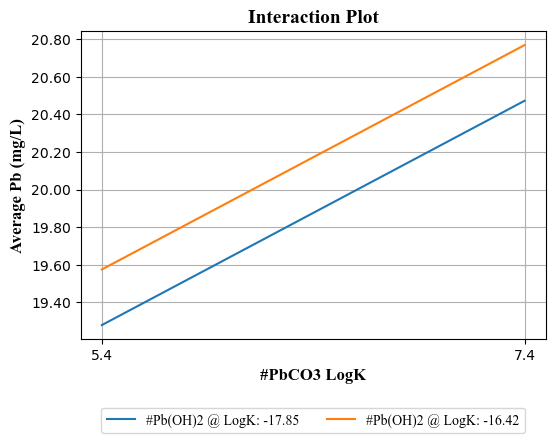 Interaction Plot
Average Pb (mg/L)
20.80
20.60
20.40
20.20
20.00
19.80
19.60
19.40
5.4
7.4
#PbCO3 LogK
#Pb(OH)2 @ LogK: -17.85
#Pb(OH)2 @ LogK: -16.42